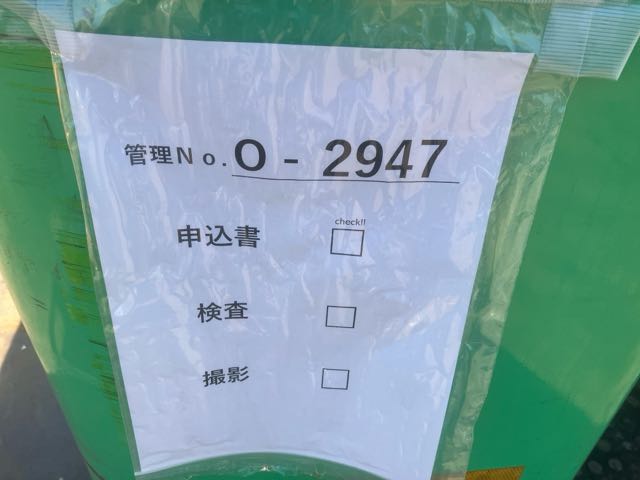 管理No.O-2947
check!!
申込書 □
検査 □
撮影 □